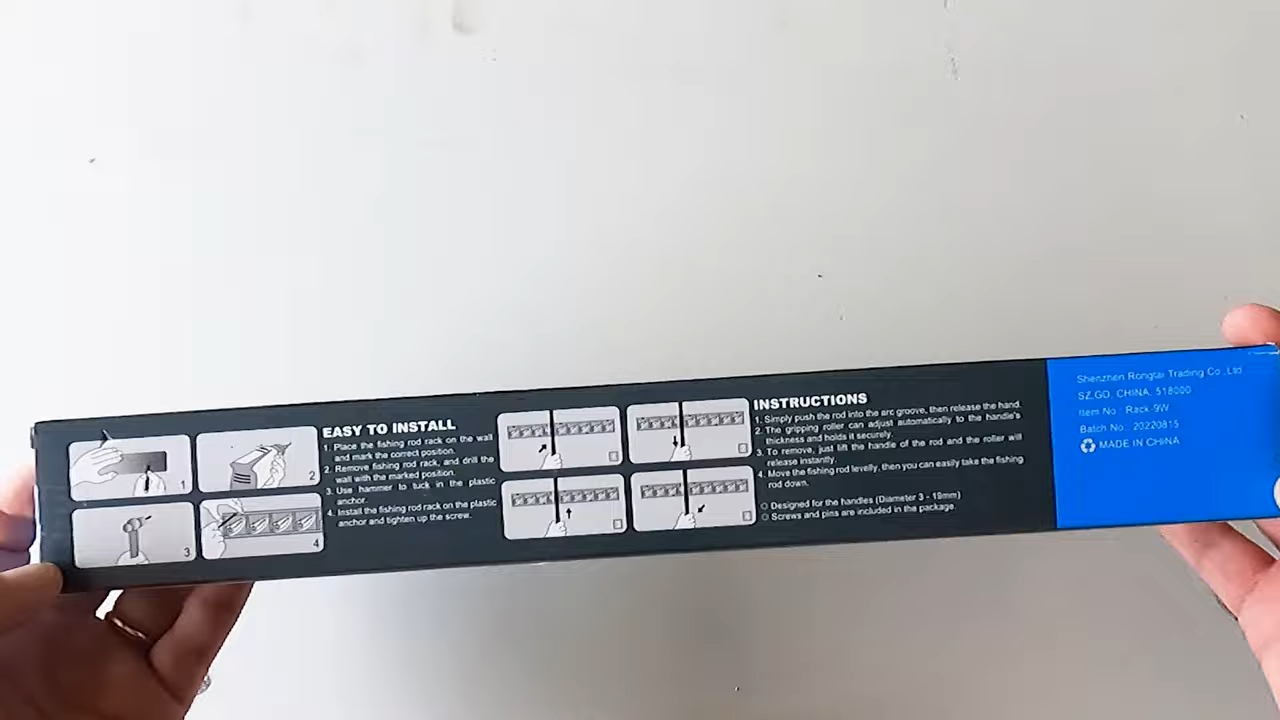 EASY TO INSTALL
1. Place the fishing rod rack on the wall
and mark the correct position.
2. Remove fishing rod rack, and drill the
wall with the marked position.
3. Use hammer to tuck in the plastic
anchor.
4. Install the fishing rod rack on the plastic
anchor and tighten up the screw.
1
2
3
4
INSTRUCTIONS
1. Simply push the rod into the arc groove, then release the hand.
2. The gripping roller can adjust automatically to the handle's
thickness and holds it securely.
3. To remove, just lift the handle of the rod and the roller will
release instantly.
4. Move the fishing rod levelly, then you can easily take the fishing
rod down.
Designed for the handles (Diameter 3 - 19mm)
Screws and pins are included in the package.
Shenzhen Rongtai Trading Co.,Ltd
SZ,GD, CHINA, 518000
Item No.: Rack-9W
Batch No.: 20220815
MADE IN CHINA